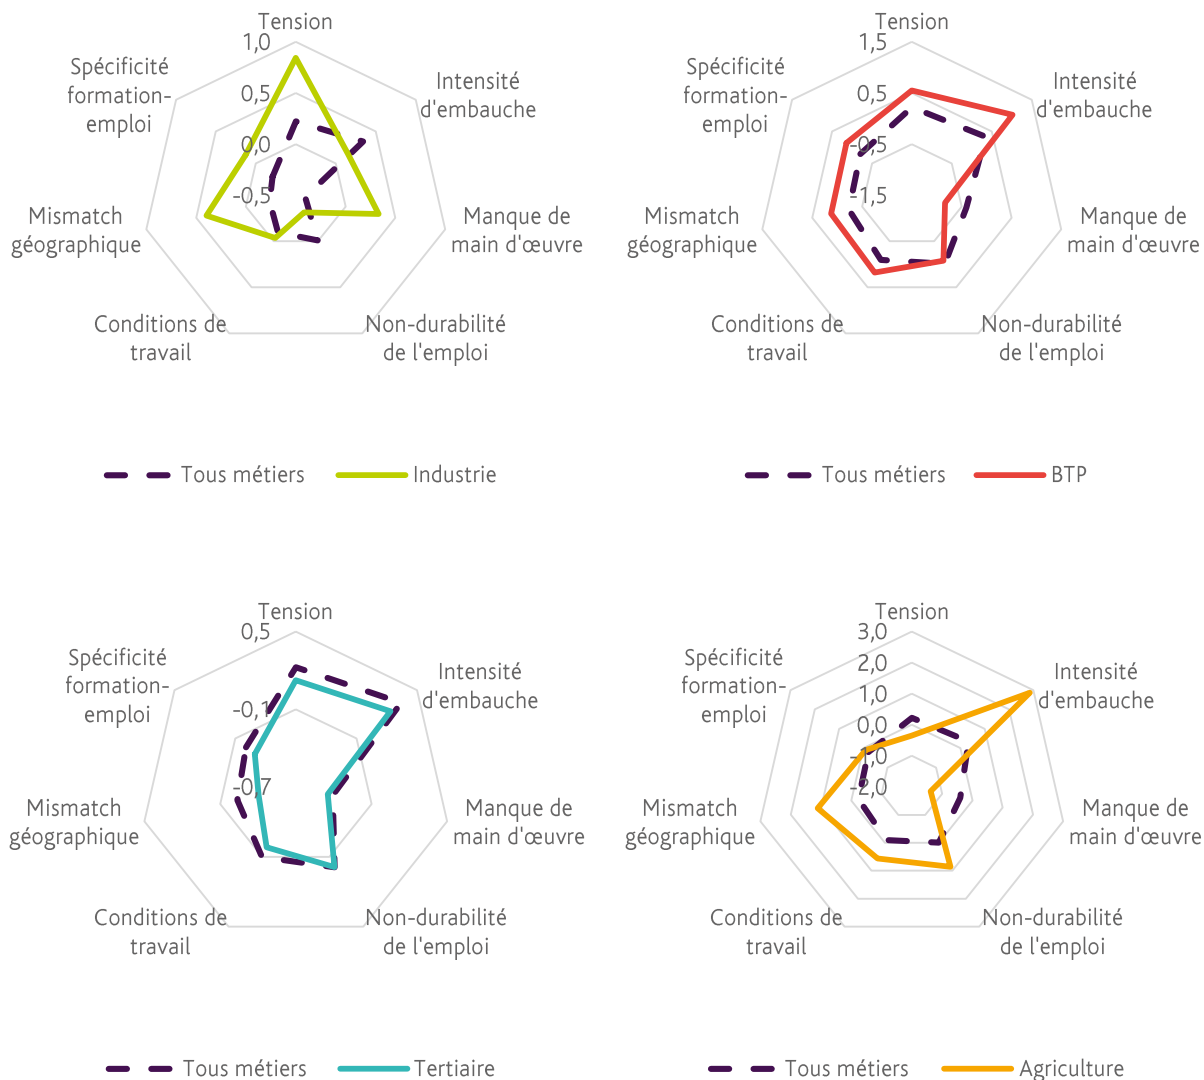 Tension
1,0
0,5
0,0
-0,5
Intensité
d'embauche
Manque de
main d'œuvre
Non-durabilité
de l'emploi
Conditions de
travail
Mismatch
géographique
Spécificité
formation-
emploi
Tous métiers
Industrie
Tension
1,5
0,5
-0,5
-1,5
Intensité
d'embauche
Manque de
main d'œuvre
Non-durabilité
de l'emploi
Conditions de
travail
Mismatch
géographique
Spécificité
formation-
emploi
Tous métiers
BTP
Tension
0,5
-0,1
-0,7
Intensité
d'embauche
Manque de
main d'œuvre
Non-durabilité
de l'emploi
Conditions de
travail
Mismatch
géographique
Spécificité
formation-
emploi
Tous métiers
Tertiaire
Tension
3,0
2,0
1,0
0,0
-1,0
-2,0
Intensité
d'embauche
Manque de
main d'œuvre
Non-durabilité
de l'emploi
Conditions de
travail
Mismatch
géographique
Spécificité
formation-
emploi
Tous métiers
Agriculture